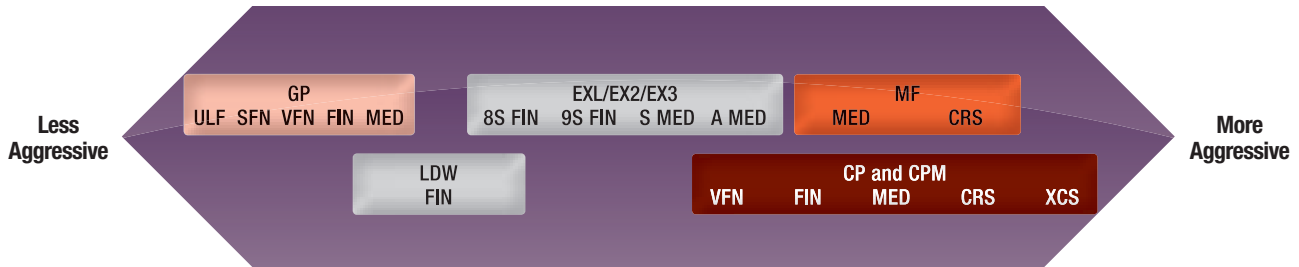 Less
Aggressive
GP
ULF SFN VFN FIN MED
EXL/EX2/EX3
8S FIN 9S FIN S MED A MED
MF
MED CRS
LDW
FIN
CP and CPM
VFN FIN MED CRS XCS
More
Aggressive